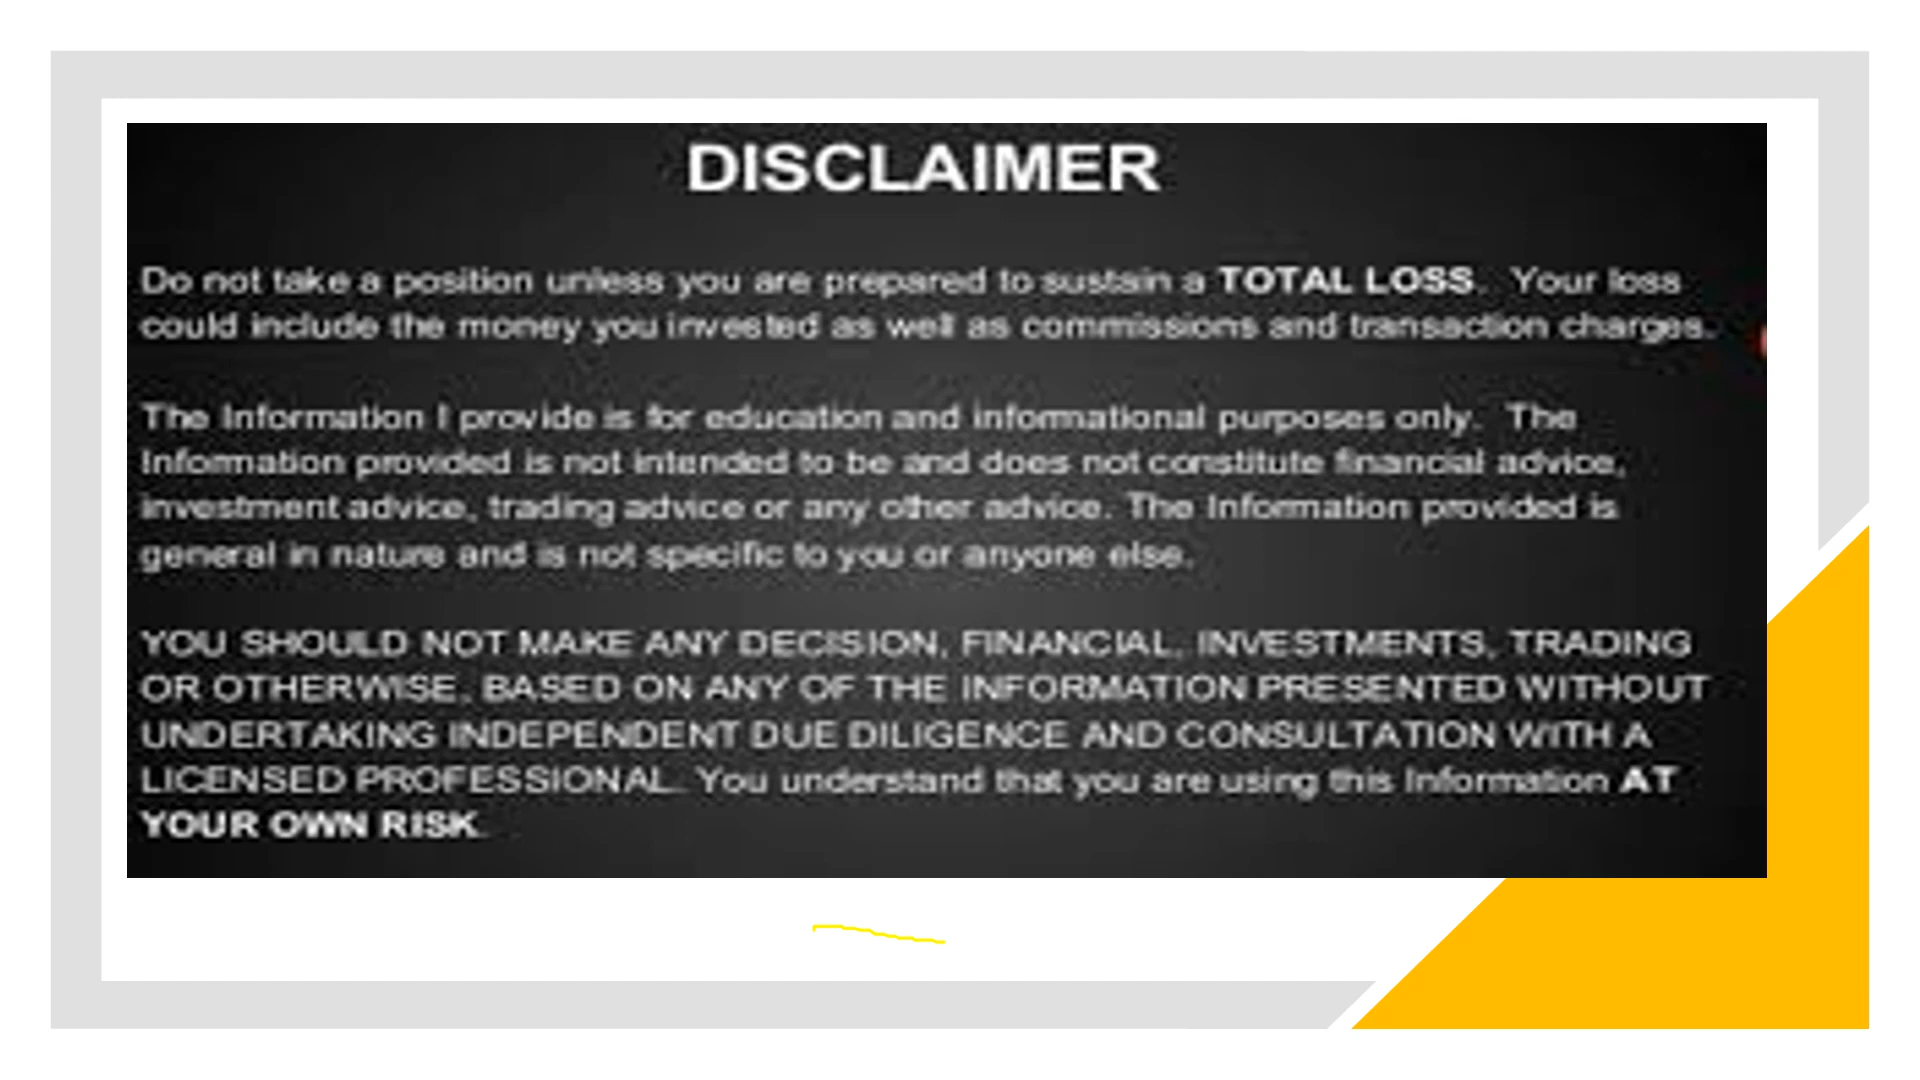 DISCLAIMER
Do not take a position unless you are prepared to sustain a TOTAL LOSS. Your loss
could include the money you invested as well as commissions and transaction charges.
The Information I provide is for education and informational purposes only. The
Information provided is not intended to be and does not constitute financial advice,
investment advice, trading advice or any other advice. The Information provided is
general in nature and is not specific to you or anyone else.
YOU SHOULD NOT MAKE ANY DECISION, FINANCIAL, INVESTMENTS, TRADING
OR OTHERWISE, BASED ON ANY OF THE INFORMATION PRESENTED WITHOUT
UNDERTAKING INDEPENDENT DUE DILIGENCE AND CONSULTATION WITH A
LICENSED PROFESSIONAL. You understand that you are using this Information AT
YOUR OWN RISK.